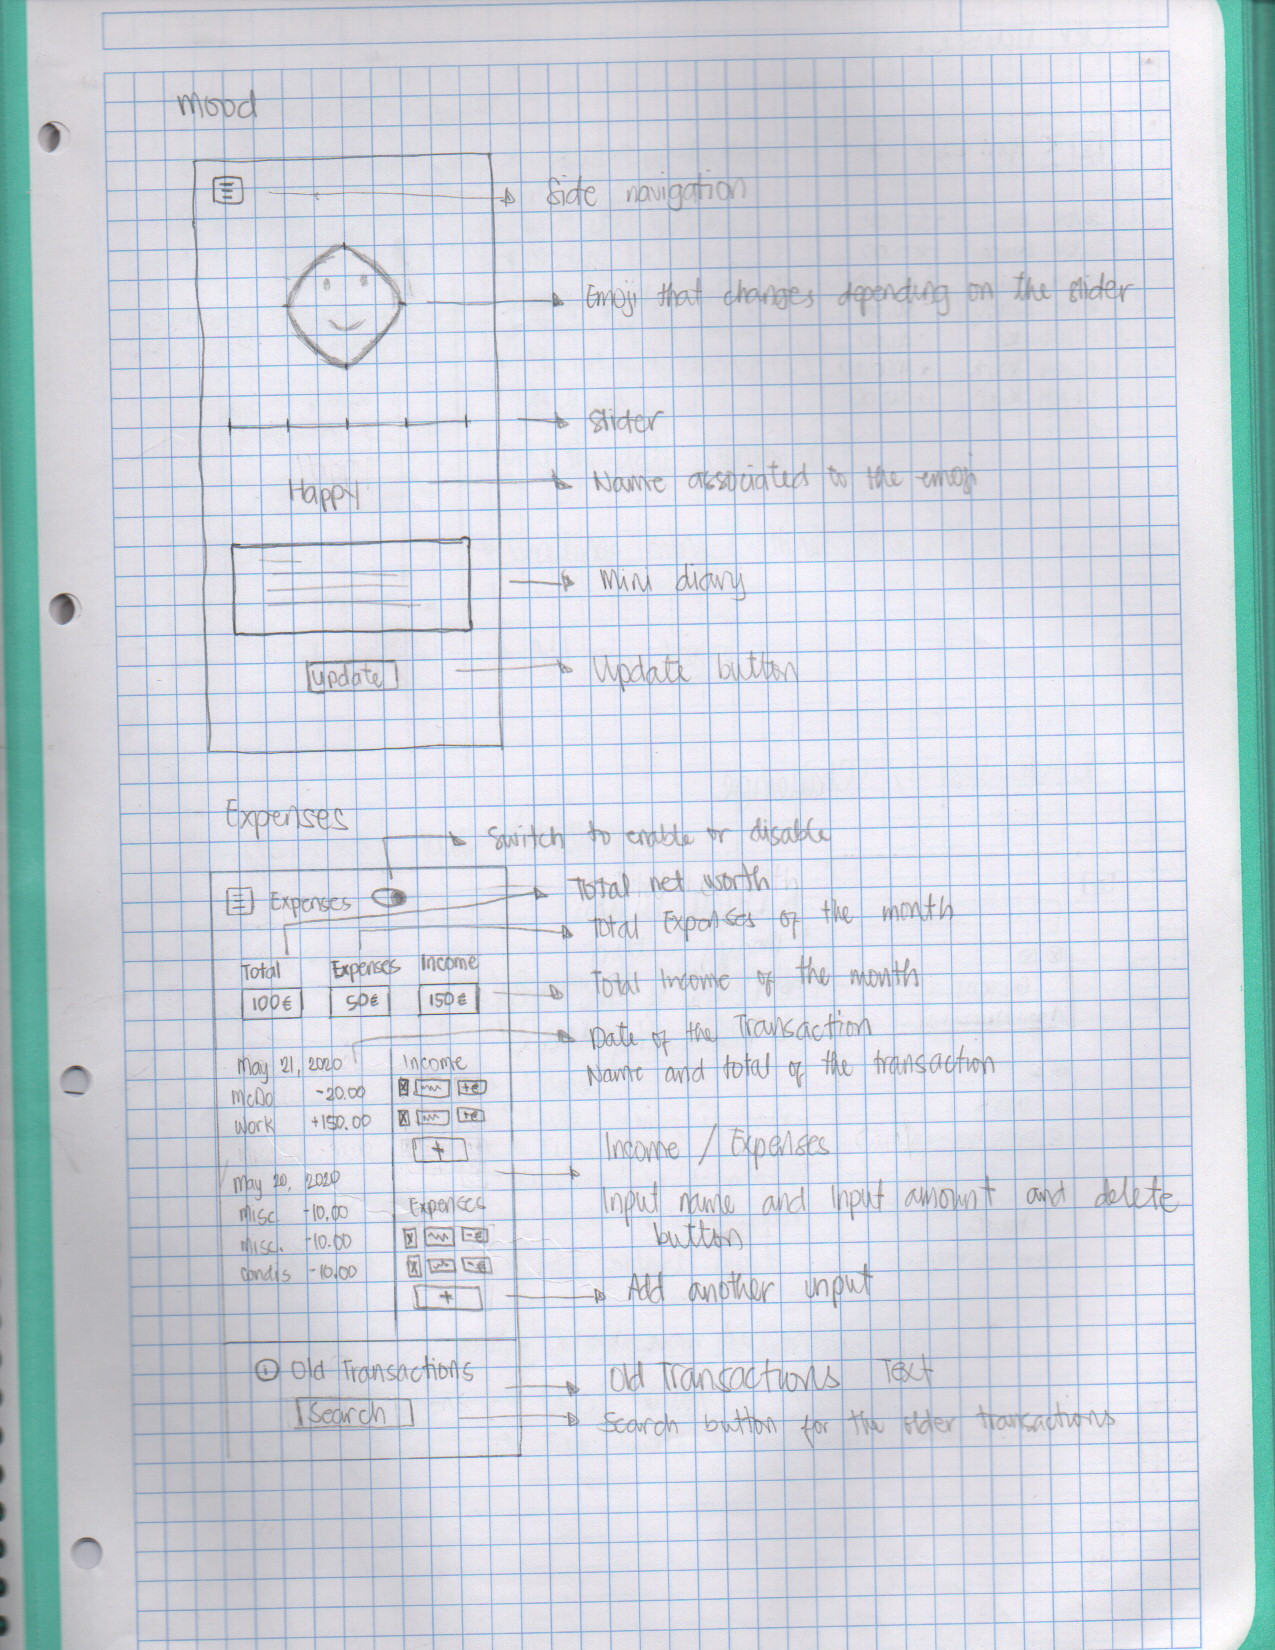 mood
Side navigation
Emoji that changes depending on the slider
Slider
Happy
Name associated to the emoji
Mini diary
update
Update button
Expenses
Switch to enable or disable
Expenses
Total net worth
Total Expenses of the month
Total Expenses Income
100€ 50€ 150€
Total Income of the month
Date of the Transaction
Name and total of the transaction
May 21, 2020
McDo -20.00
Work +150.00
May 20, 2020
Misc. -10.00
Misc. -10.00
Condis -10.00
Income
x +€
x +€
+
Expenses
x -€
x -€
+
Income / Expenses
Input name and input amount and delete
button
Add another input
Old Transactions
Old Transactions Text
Search
Search button for the older transactions